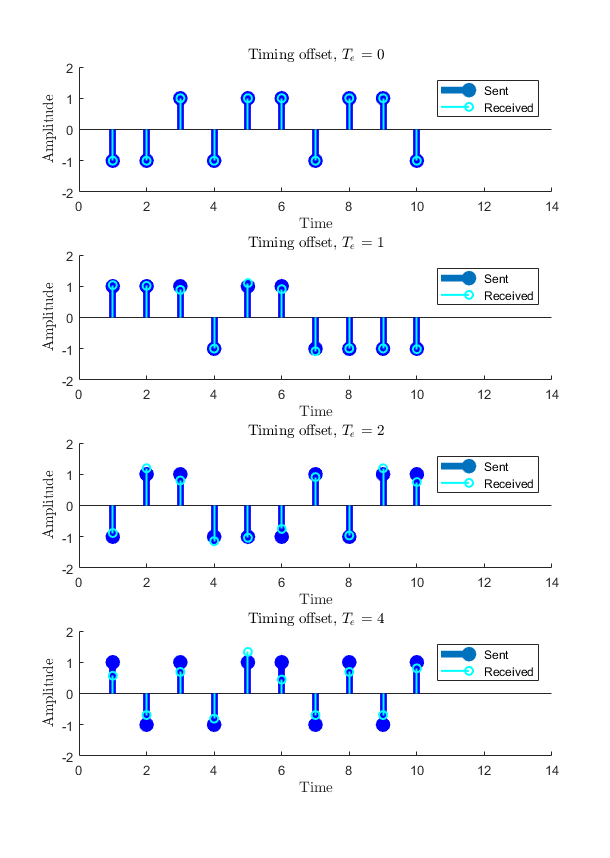 Timing offset, Tₑ = 0
2
1
0
-1
-2
Amplitude
Sent
Received
0 2 4 6 8 10 12 14
Time
Timing offset, Tₑ = 1
2
1
0
-1
-2
Amplitude
Sent
Received
0 2 4 6 8 10 12 14
Time
Timing offset, Tₑ = 2
2
1
0
-1
-2
Amplitude
Sent
Received
0 2 4 6 8 10 12 14
Time
Timing offset, Tₑ = 4
2
1
0
-1
-2
Amplitude
Sent
Received
0 2 4 6 8 10 12 14
Time